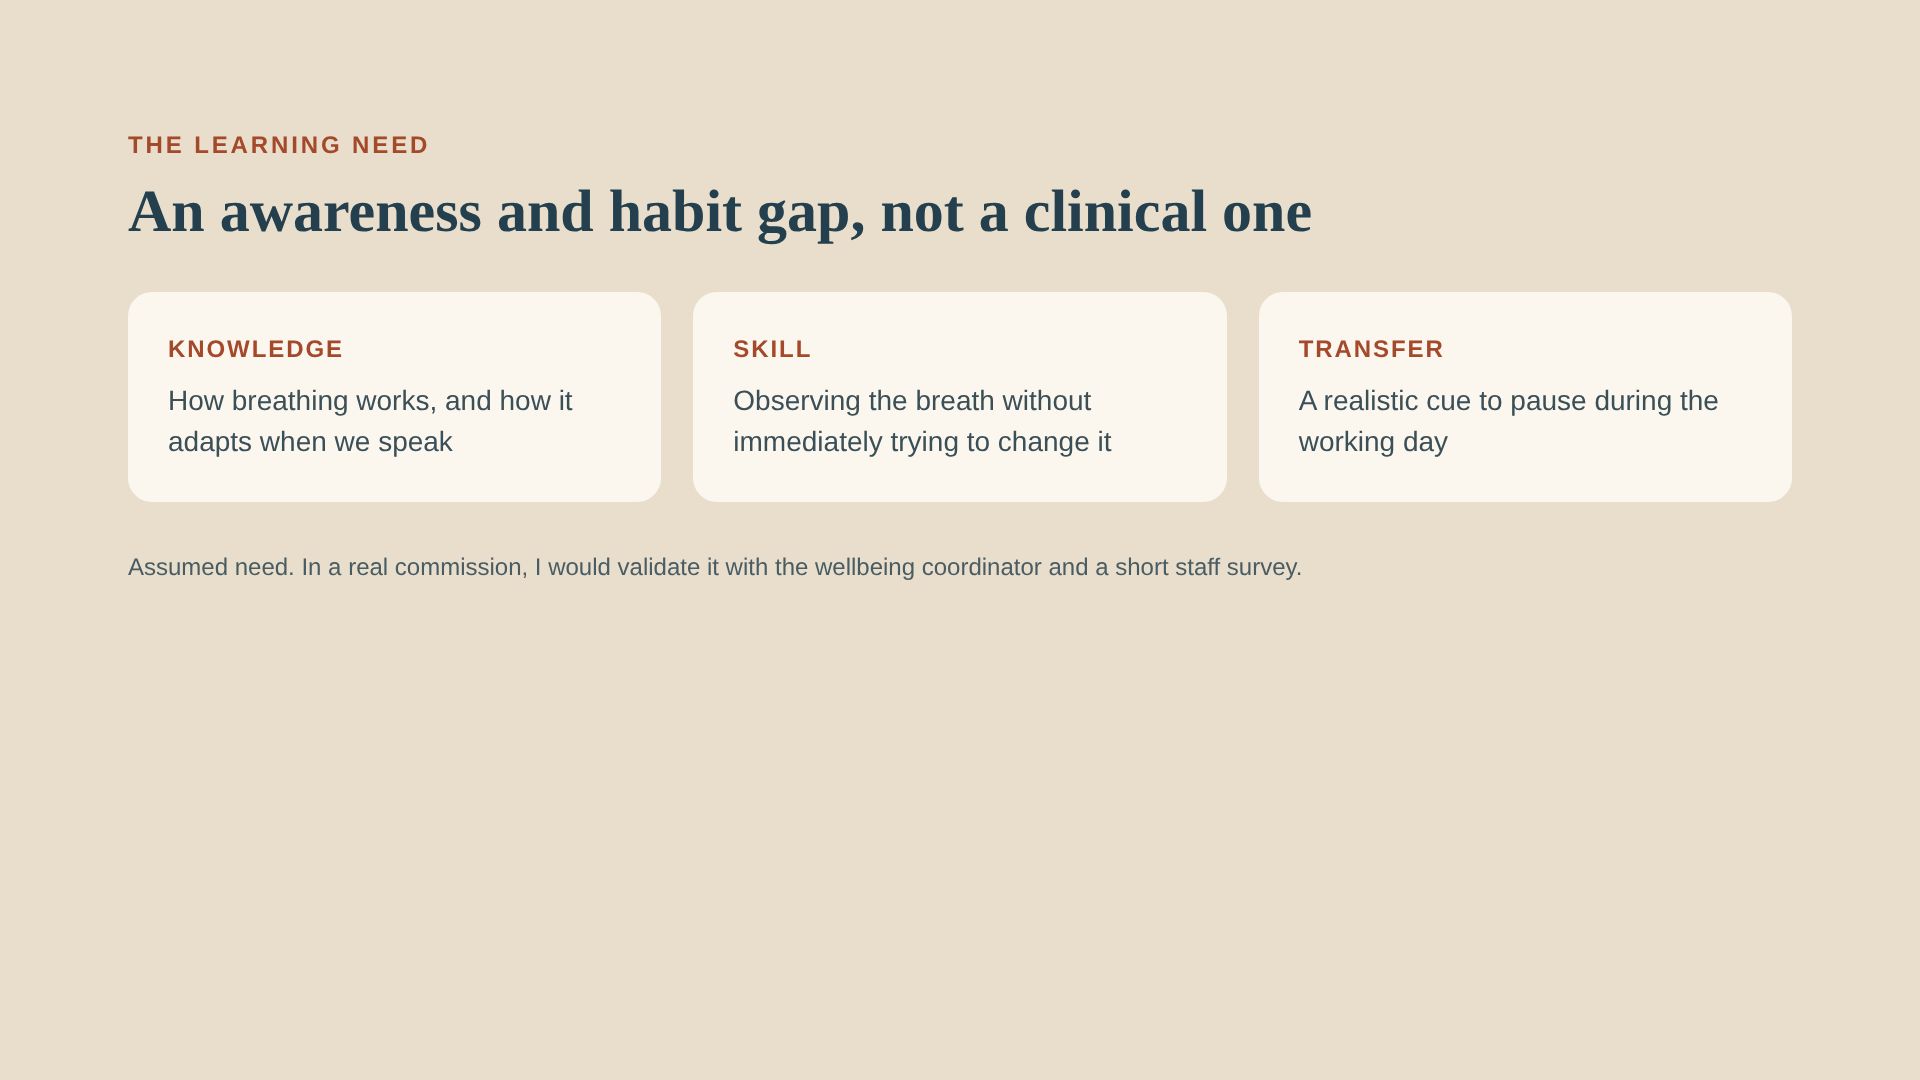 THE LEARNING NEED
An awareness and habit gap, not a clinical one
KNOWLEDGE
How breathing works, and how it
adapts when we speak
SKILL
Observing the breath without
immediately trying to change it
TRANSFER
A realistic cue to pause during the
working day
Assumed need. In a real commission, I would validate it with the wellbeing coordinator and a short staff survey.